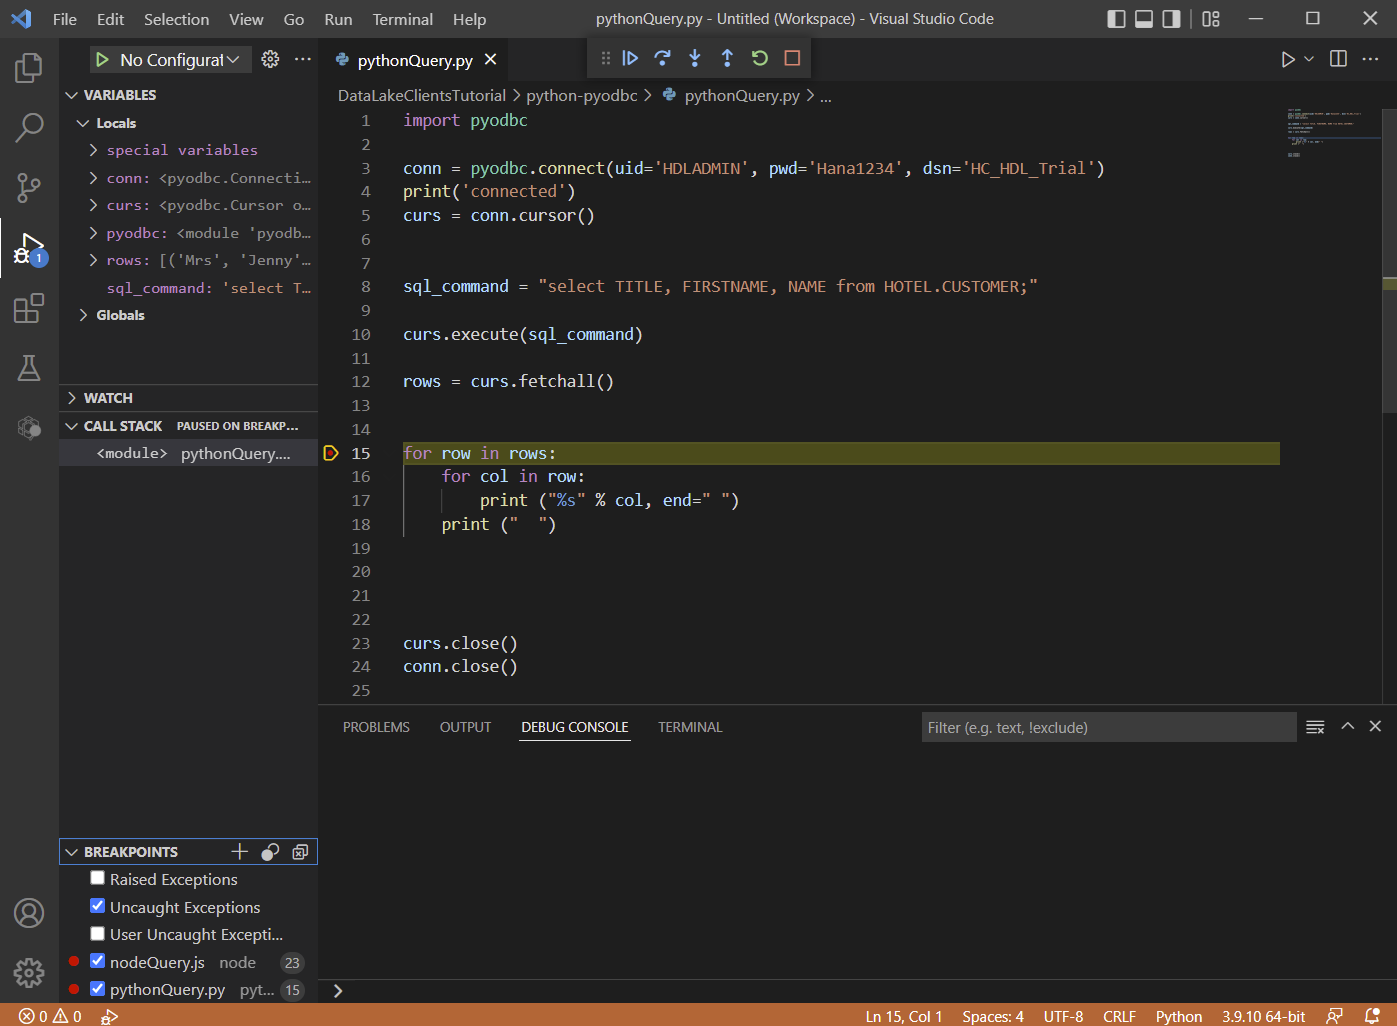 File Edit Selection View Go Run Terminal Help pythonQuery.py - Untitled (Workspace) - Visual Studio Code
No Configurat
VARIABLES
Locals
special variables
conn: <pyodbc.Connecti...
curs: <pyodbc.Cursor o...
pyodbc: <module 'pyodb...
rows: [('Mrs', 'Jenny'...
sql_command: 'select T...
Globals
WATCH
CALL STACK PAUSED ON BREAKP...
<module> pythonQuery....
BREAKPOINTS
Raised Exceptions
Uncaught Exceptions
User Uncaught Excepti...
nodeQuery.js node 23
pythonQuery.py pyt... 15
1
pythonQuery.py
DataLakeClientsTutorial > python-pyodbc > pythonQuery.py > ...
1 import pyodbc
2
3 conn = pyodbc.connect(uid='HDLADMIN', pwd='Hana1234', dsn='HC_HDL_Trial')
4 print('connected')
5 curs = conn.cursor()
6
7
8 sql_command = "select TITLE, FIRSTNAME, NAME from HOTEL.CUSTOMER;"
9
10 curs.execute(sql_command)
11
12 rows = curs.fetchall()
13
14
15 for row in rows:
16 for col in row:
17 print ("%s" % col, end=" ")
18 print ("  ")
19
20
21
22
23 curs.close()
24 conn.close()
25
PROBLEMS OUTPUT DEBUG CONSOLE TERMINAL Filter (e.g. text, !exclude)
0 0 Ln 15, Col 1 Spaces: 4 UTF-8 CRLF Python 3.9.10 64-bit